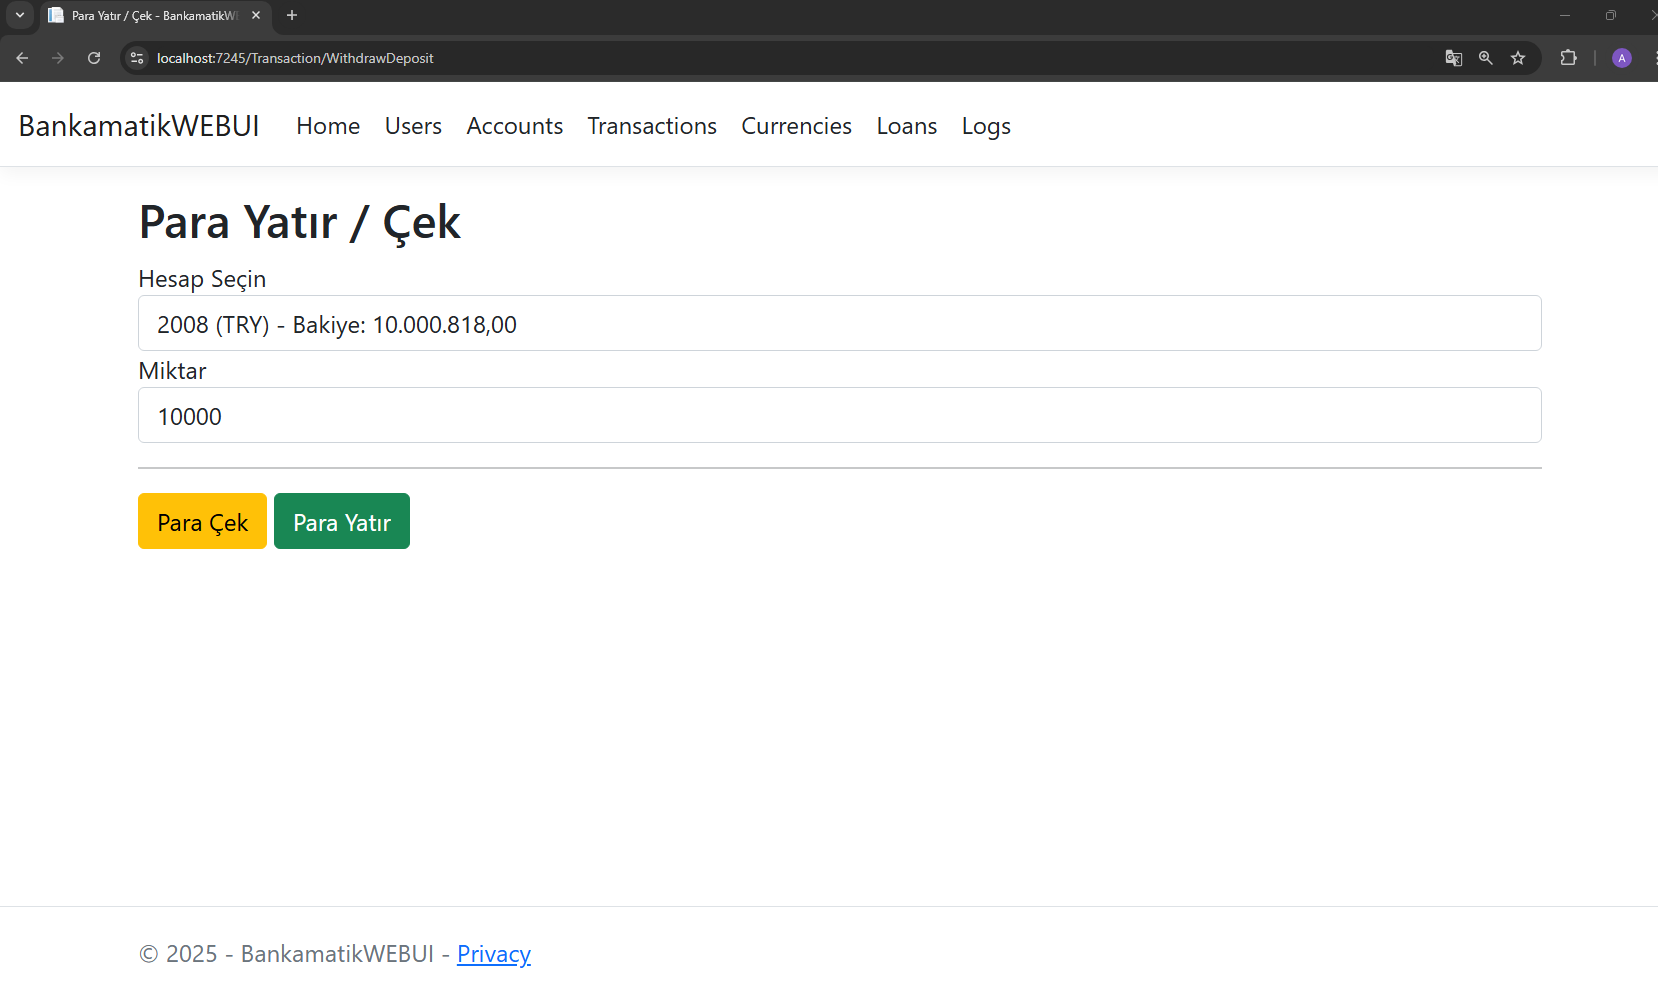 Para Yatır / Çek - BankamatikWE
localhost:7245/Transaction/WithdrawDeposit
A
BankamatikWEBUI Home Users Accounts Transactions Currencies Loans Logs
Para Yatır / Çek
Hesap Seçin
2008 (TRY) - Bakiye: 10.000.818,00
Miktar
10000
Para Çek Para Yatır
© 2025 - BankamatikWEBUI - Privacy